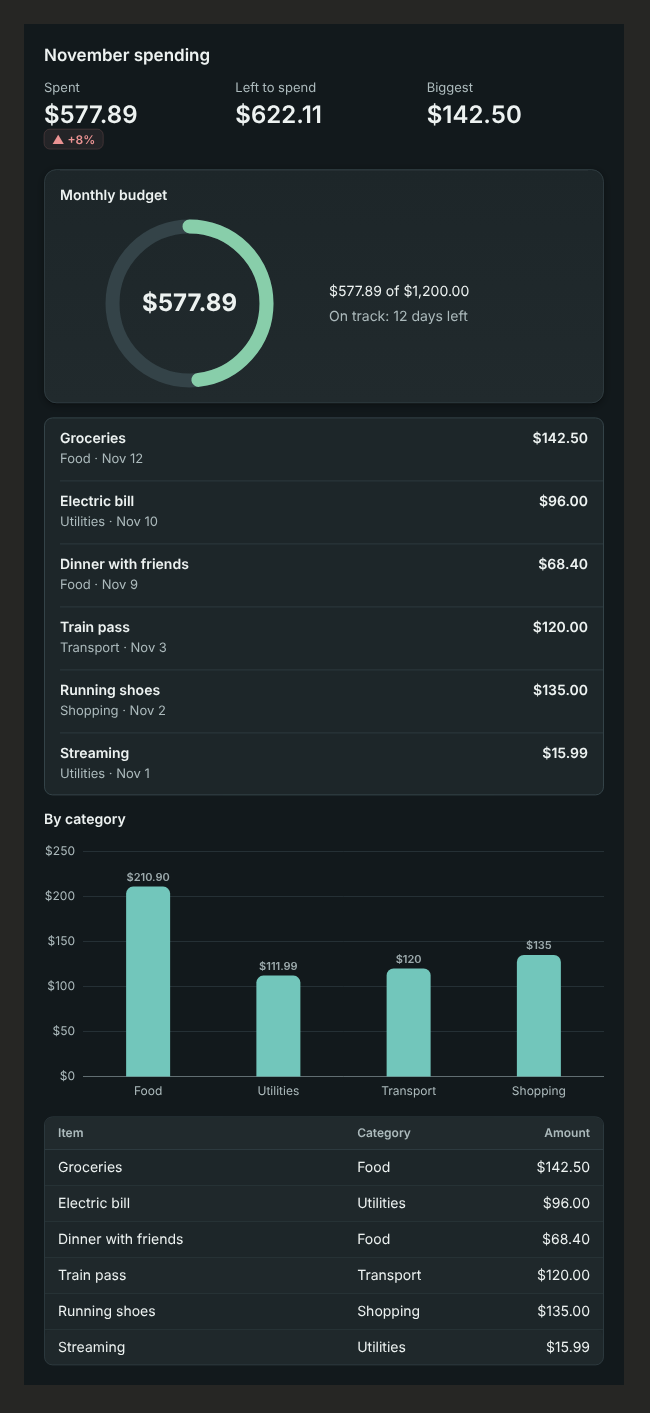 November spending
Spent
Left to spend
Biggest
$577.89
$622.11
$142.50
▲ +8%
Monthly budget
$577.89
$577.89 of $1,200.00
On track: 12 days left
Groceries
$142.50
Food · Nov 12
Electric bill
$96.00
Utilities · Nov 10
Dinner with friends
$68.40
Food · Nov 9
Train pass
$120.00
Transport · Nov 3
Running shoes
$135.00
Shopping · Nov 2
Streaming
$15.99
Utilities · Nov 1
By category
$250
$200
$150
$100
$50
$0
$210.90
$111.99
$120
$135
Food
Utilities
Transport
Shopping
Item Category Amount
Groceries Food $142.50
Electric bill Utilities $96.00
Dinner with friends Food $68.40
Train pass Transport $120.00
Running shoes Shopping $135.00
Streaming Utilities $15.99